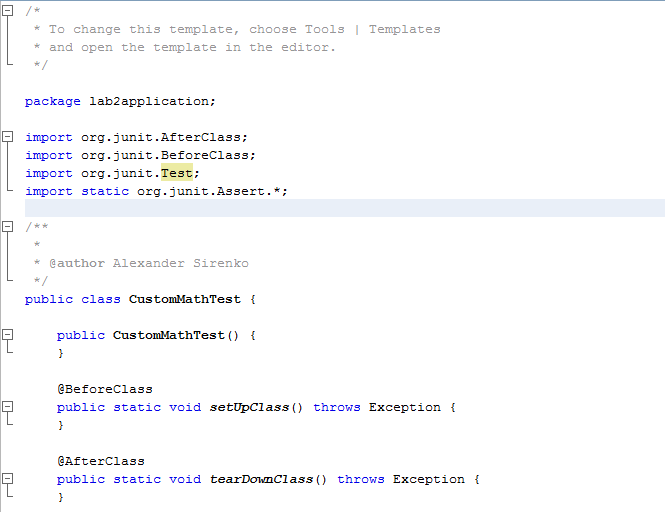 /*
 * To change this template, choose Tools | Templates
 * and open the template in the editor.
 */
package lab2application;
import org.junit.AfterClass;
import org.junit.BeforeClass;
import org.junit.Test;
import static org.junit.Assert.*;
/**
 *
 * @author Alexander Sirenko
 */
public class CustomMathTest {
    public CustomMathTest() {
    }
    @BeforeClass
    public static void setUpClass() throws Exception {
    }
    @AfterClass
    public static void tearDownClass() throws Exception {
    }